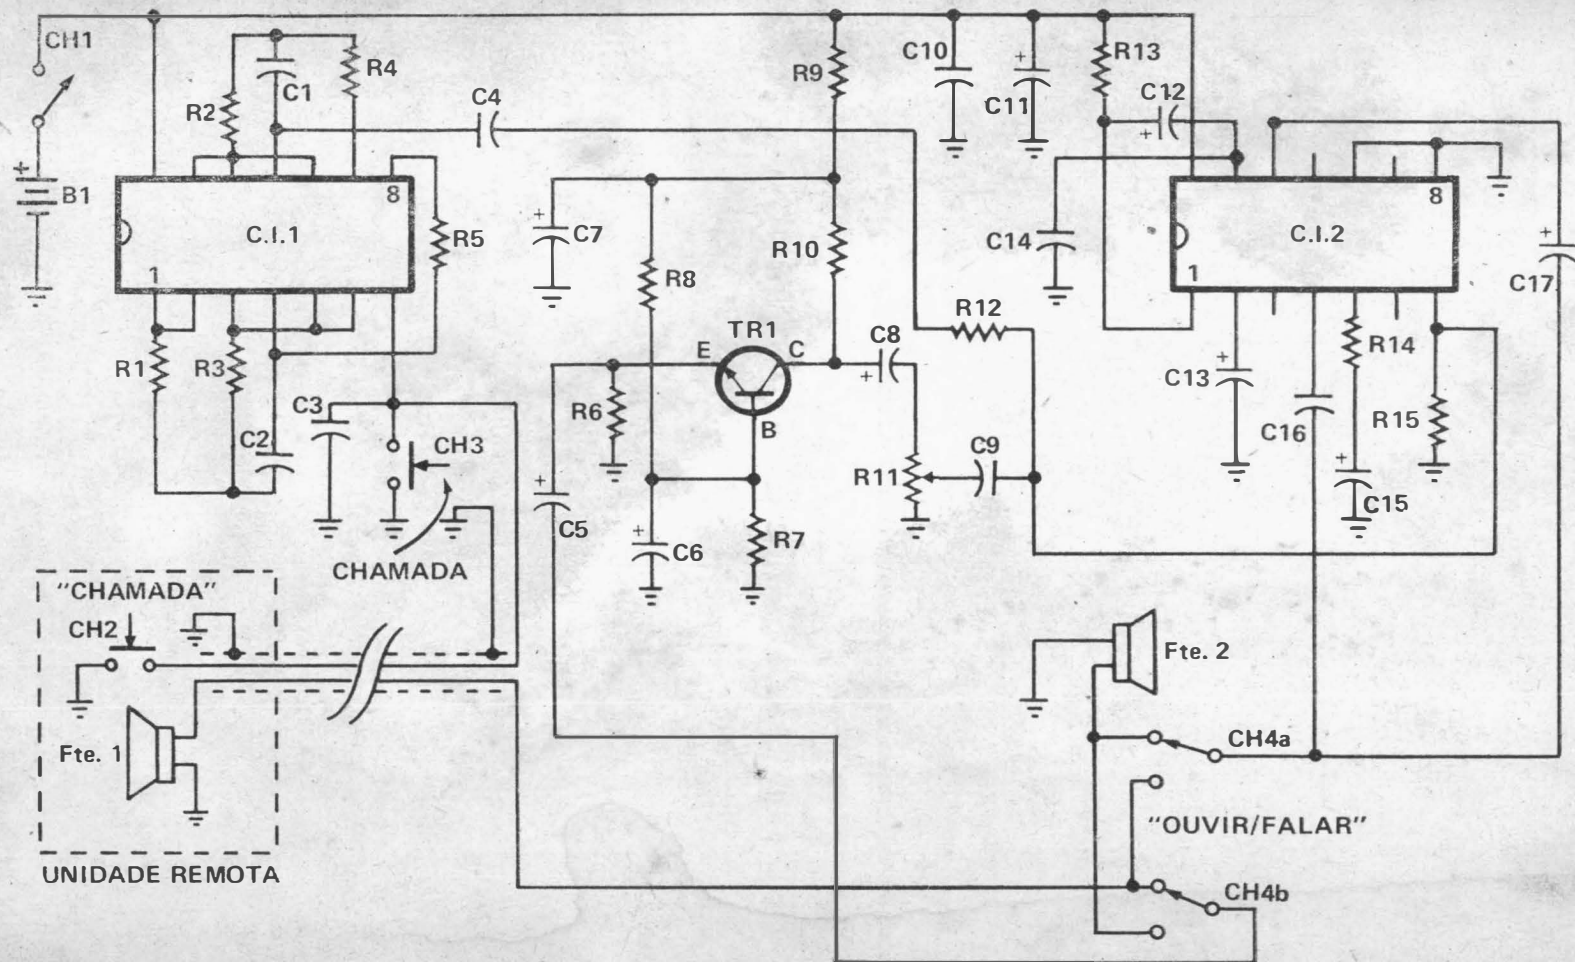 CH1
B1
+
R2
C1
R4
C4
R9
C10
C11
+
R13
C12
+
8
C.I.1
1
R5
+
C7
R8
R10
C14
8
C.I.2
1
+
C17
R12
TR1
E
C
B
C8
+
R1
R3
C3
C2
CH3
CHAMADA
R6
+
C5
+
C6
R7
R11
C9
+
C13
C16
R14
+
C15
R15
"CHAMADA"
CH2
Fte. 1
UNIDADE REMOTA
Fte. 2
CH4a
"OUVIR/FALAR"
CH4b